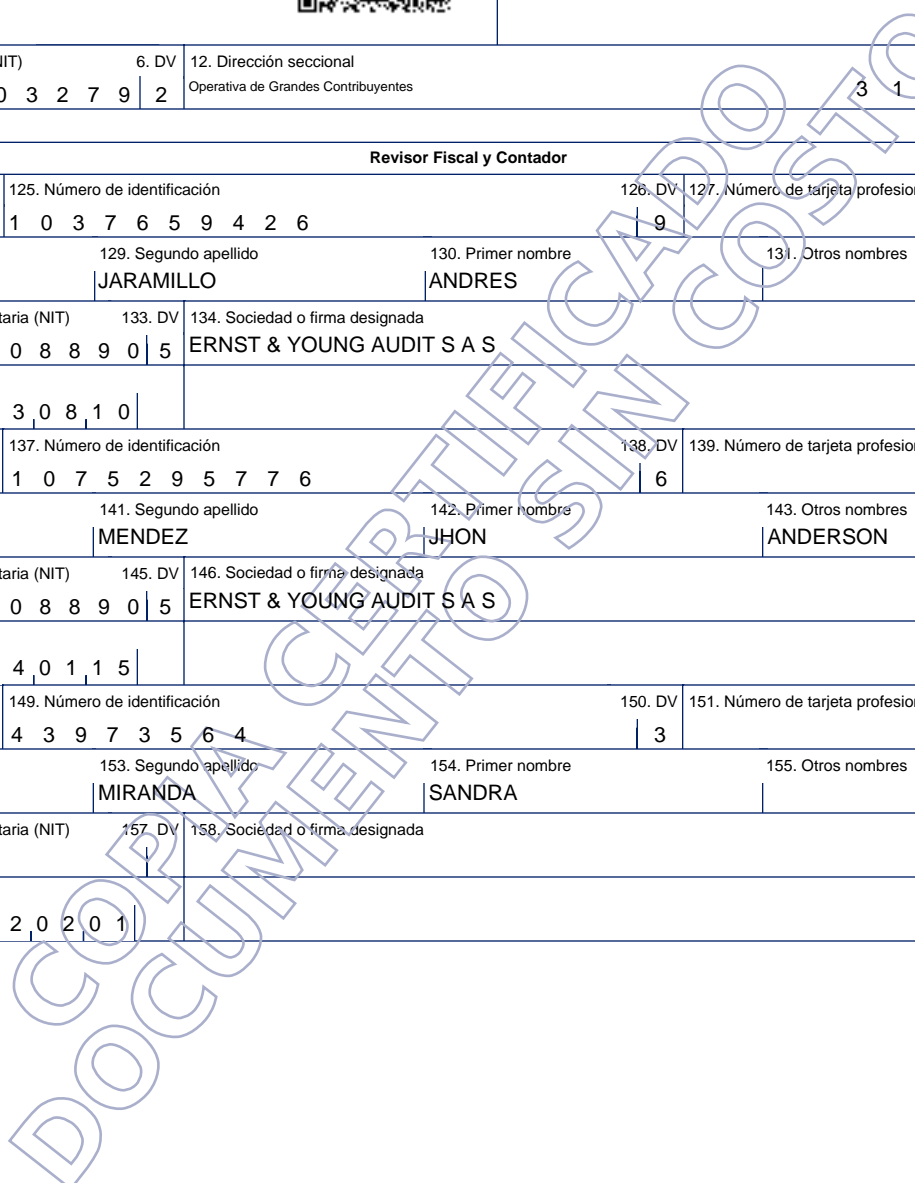 NIT) 6. DV 12. Dirección seccional
0 3 2 7 9 2 Operativa de Grandes Contribuyentes 3 1
Revisor Fiscal y Contador
125. Número de identificación 126. DV 127. Número de tarjeta profesion
1 0 3 7 6 5 9 4 2 6 9
129. Segundo apellido 130. Primer nombre 131. Otros nombres
JARAMILLO ANDRES
taria (NIT) 133. DV 134. Sociedad o firma designada
0 8 8 9 0 5 ERNST & YOUNG AUDIT S A S
3 0 8 1 0
137. Número de identificación 138. DV 139. Número de tarjeta profesion
1 0 7 5 2 9 5 7 7 6 6
141. Segundo apellido 142. Primer nombre 143. Otros nombres
MENDEZ JHON ANDERSON
taria (NIT) 145. DV 146. Sociedad o firma designada
0 8 8 9 0 5 ERNST & YOUNG AUDIT S A S
4 0 1 1 5
149. Número de identificación 150. DV 151. Número de tarjeta profesion
4 3 9 7 3 5 6 4 3
153. Segundo apellido 154. Primer nombre 155. Otros nombres
MIRANDA SANDRA
taria (NIT) 157. DV 158. Sociedad o firma designada
2 0 2 0 1
COPIA CERTIFICADO
DOCUMENTO SIN COSTO